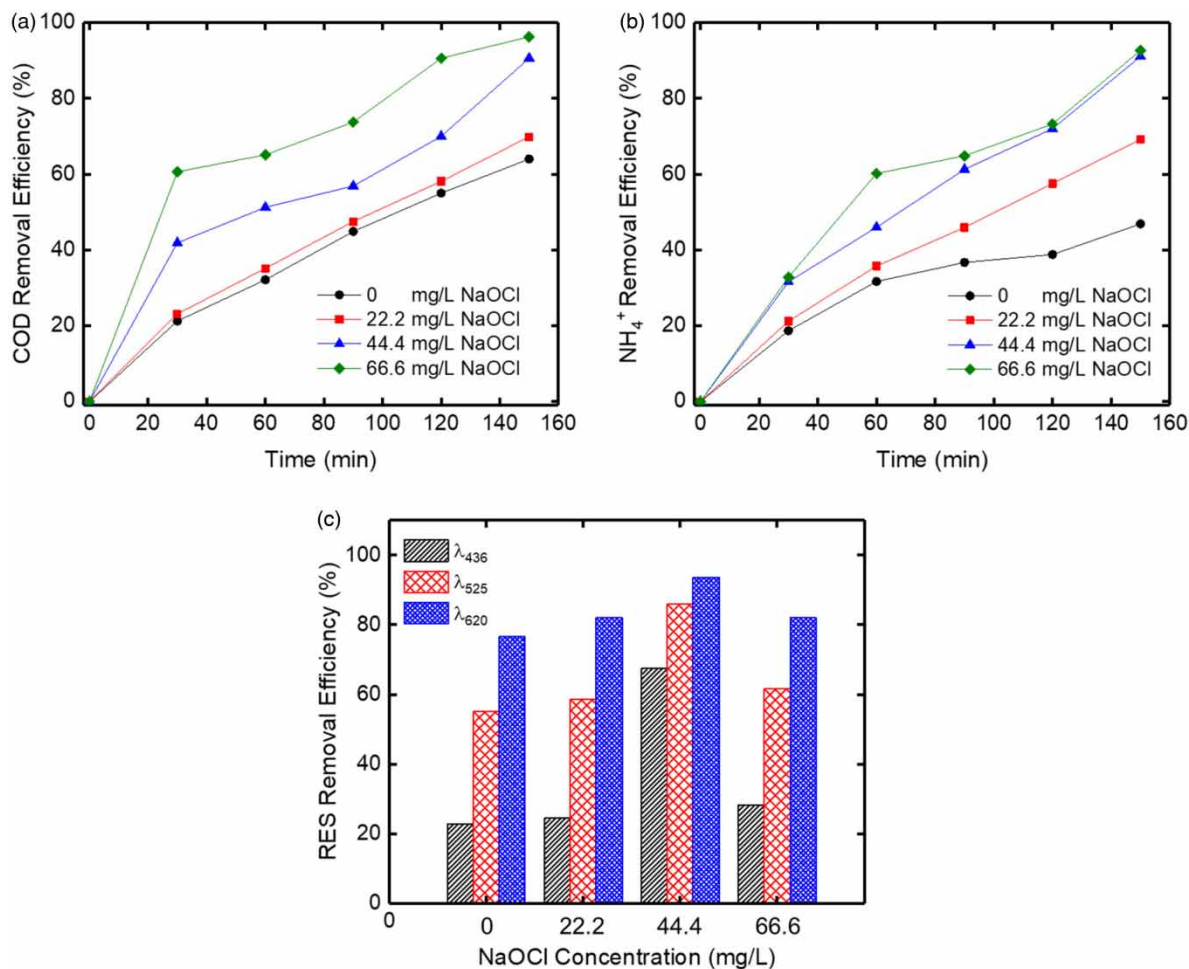 (a)
100
80
60
40
20
0
COD Removal Efficiency (%)
0 mg/L NaOCl
22.2 mg/L NaOCl
44.4 mg/L NaOCl
66.6 mg/L NaOCl
0 20 40 60 80 100 120 140 160
Time (min)
(b)
100
80
60
40
20
0
NH₄⁺ Removal Efficiency (%)
0 mg/L NaOCl
22.2 mg/L NaOCl
44.4 mg/L NaOCl
66.6 mg/L NaOCl
0 20 40 60 80 100 120 140 160
Time (min)
(c)
100
80
60
40
20
0
RES Removal Efficiency (%)
λ₄₃₆
λ₅₂₅
λ₆₂₀
0 0 22.2 44.4 66.6
NaOCl Concentration (mg/L)